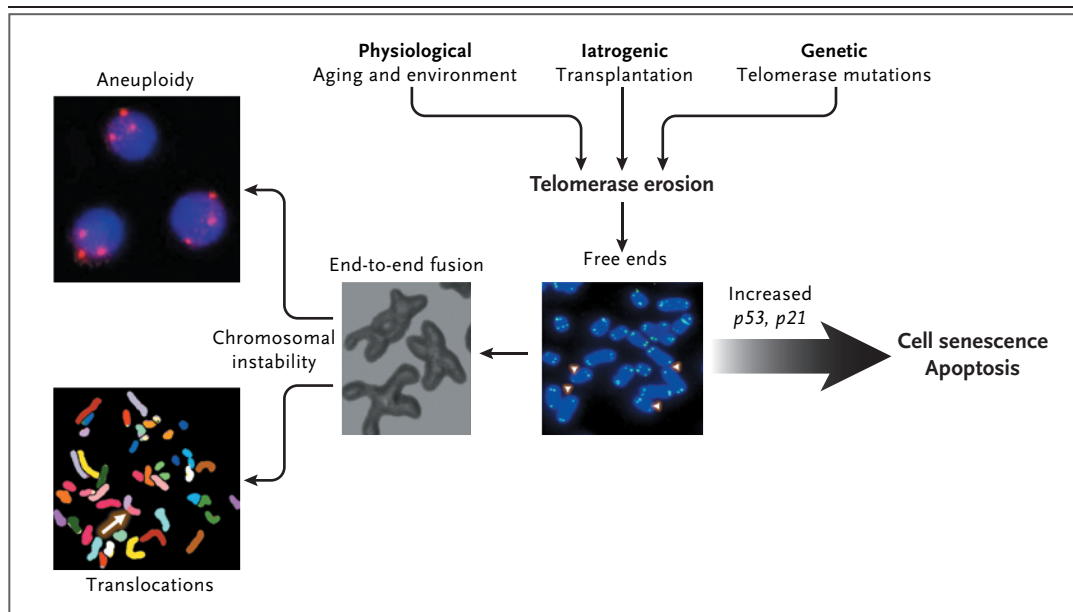 Physiological
Aging and environment
Iatrogenic
Transplantation
Genetic
Telomerase mutations
Aneuploidy
Telomerase erosion
Free ends
End-to-end fusion
Increased
p53, p21
Cell senescence
Apoptosis
Chromosomal
instability
Translocations